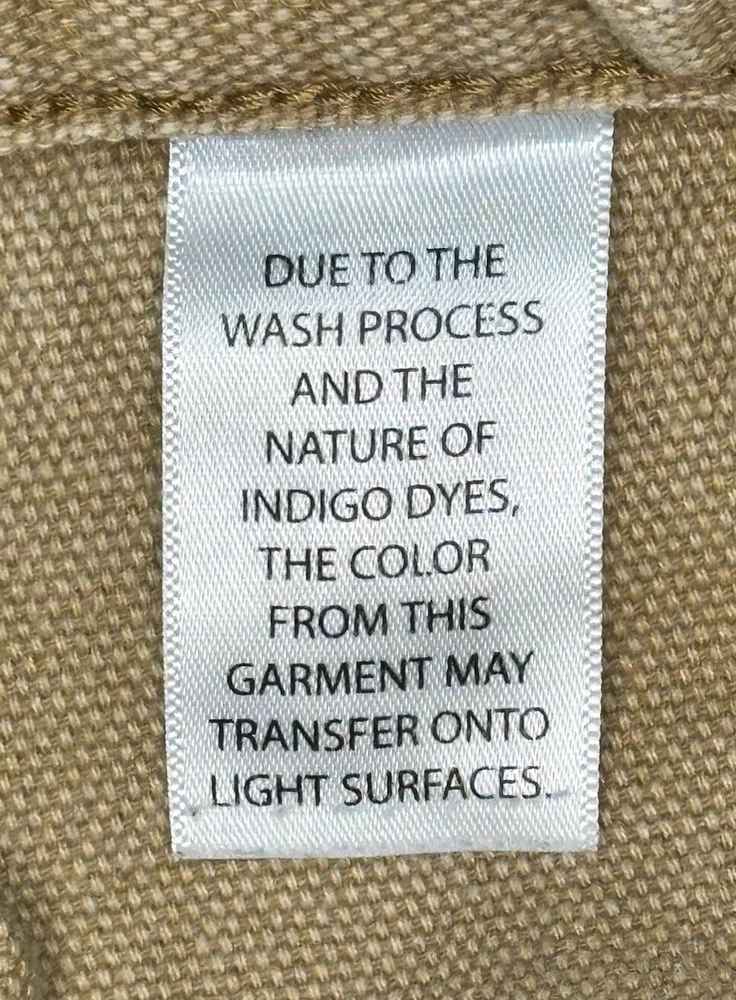 DUE TO THE
WASH PROCESS
AND THE
NATURE OF
INDIGO DYES,
THE COLOR
FROM THIS
GARMENT MAY
TRANSFER ONTO
LIGHT SURFACES.